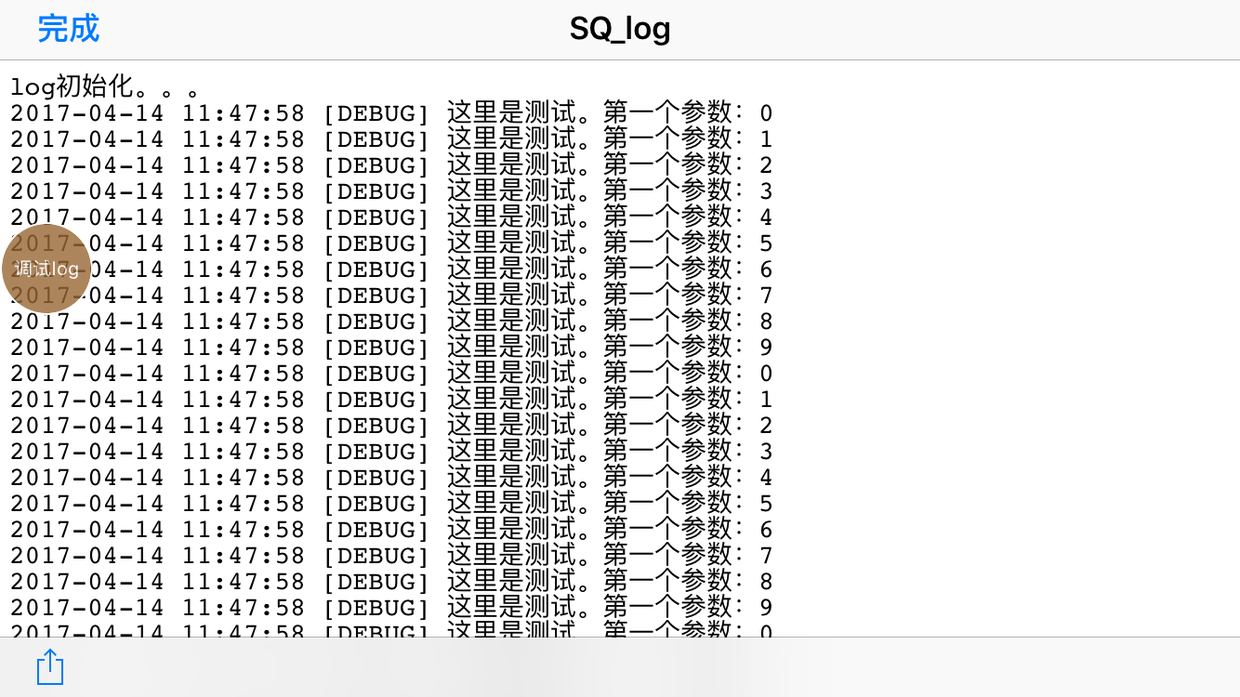 完成
SQ_log
log初始化。。。
2017-04-14 11:47:58 [DEBUG] 这里是测试。第一个参数：0
2017-04-14 11:47:58 [DEBUG] 这里是测试。第一个参数：1
2017-04-14 11:47:58 [DEBUG] 这里是测试。第一个参数：2
2017-04-14 11:47:58 [DEBUG] 这里是测试。第一个参数：3
2017-04-14 11:47:58 [DEBUG] 这里是测试。第一个参数：4
2017-04-14 11:47:58 [DEBUG] 这里是测试。第一个参数：5
调试log
2017-04-14 11:47:58 [DEBUG] 这里是测试。第一个参数：6
2017-04-14 11:47:58 [DEBUG] 这里是测试。第一个参数：7
2017-04-14 11:47:58 [DEBUG] 这里是测试。第一个参数：8
2017-04-14 11:47:58 [DEBUG] 这里是测试。第一个参数：9
2017-04-14 11:47:58 [DEBUG] 这里是测试。第一个参数：0
2017-04-14 11:47:58 [DEBUG] 这里是测试。第一个参数：1
2017-04-14 11:47:58 [DEBUG] 这里是测试。第一个参数：2
2017-04-14 11:47:58 [DEBUG] 这里是测试。第一个参数：3
2017-04-14 11:47:58 [DEBUG] 这里是测试。第一个参数：4
2017-04-14 11:47:58 [DEBUG] 这里是测试。第一个参数：5
2017-04-14 11:47:58 [DEBUG] 这里是测试。第一个参数：6
2017-04-14 11:47:58 [DEBUG] 这里是测试。第一个参数：7
2017-04-14 11:47:58 [DEBUG] 这里是测试。第一个参数：8
2017-04-14 11:47:58 [DEBUG] 这里是测试。第一个参数：9
2017-04-14 11:47:58 [DEBUG] 这里是测试。第一个参数：0